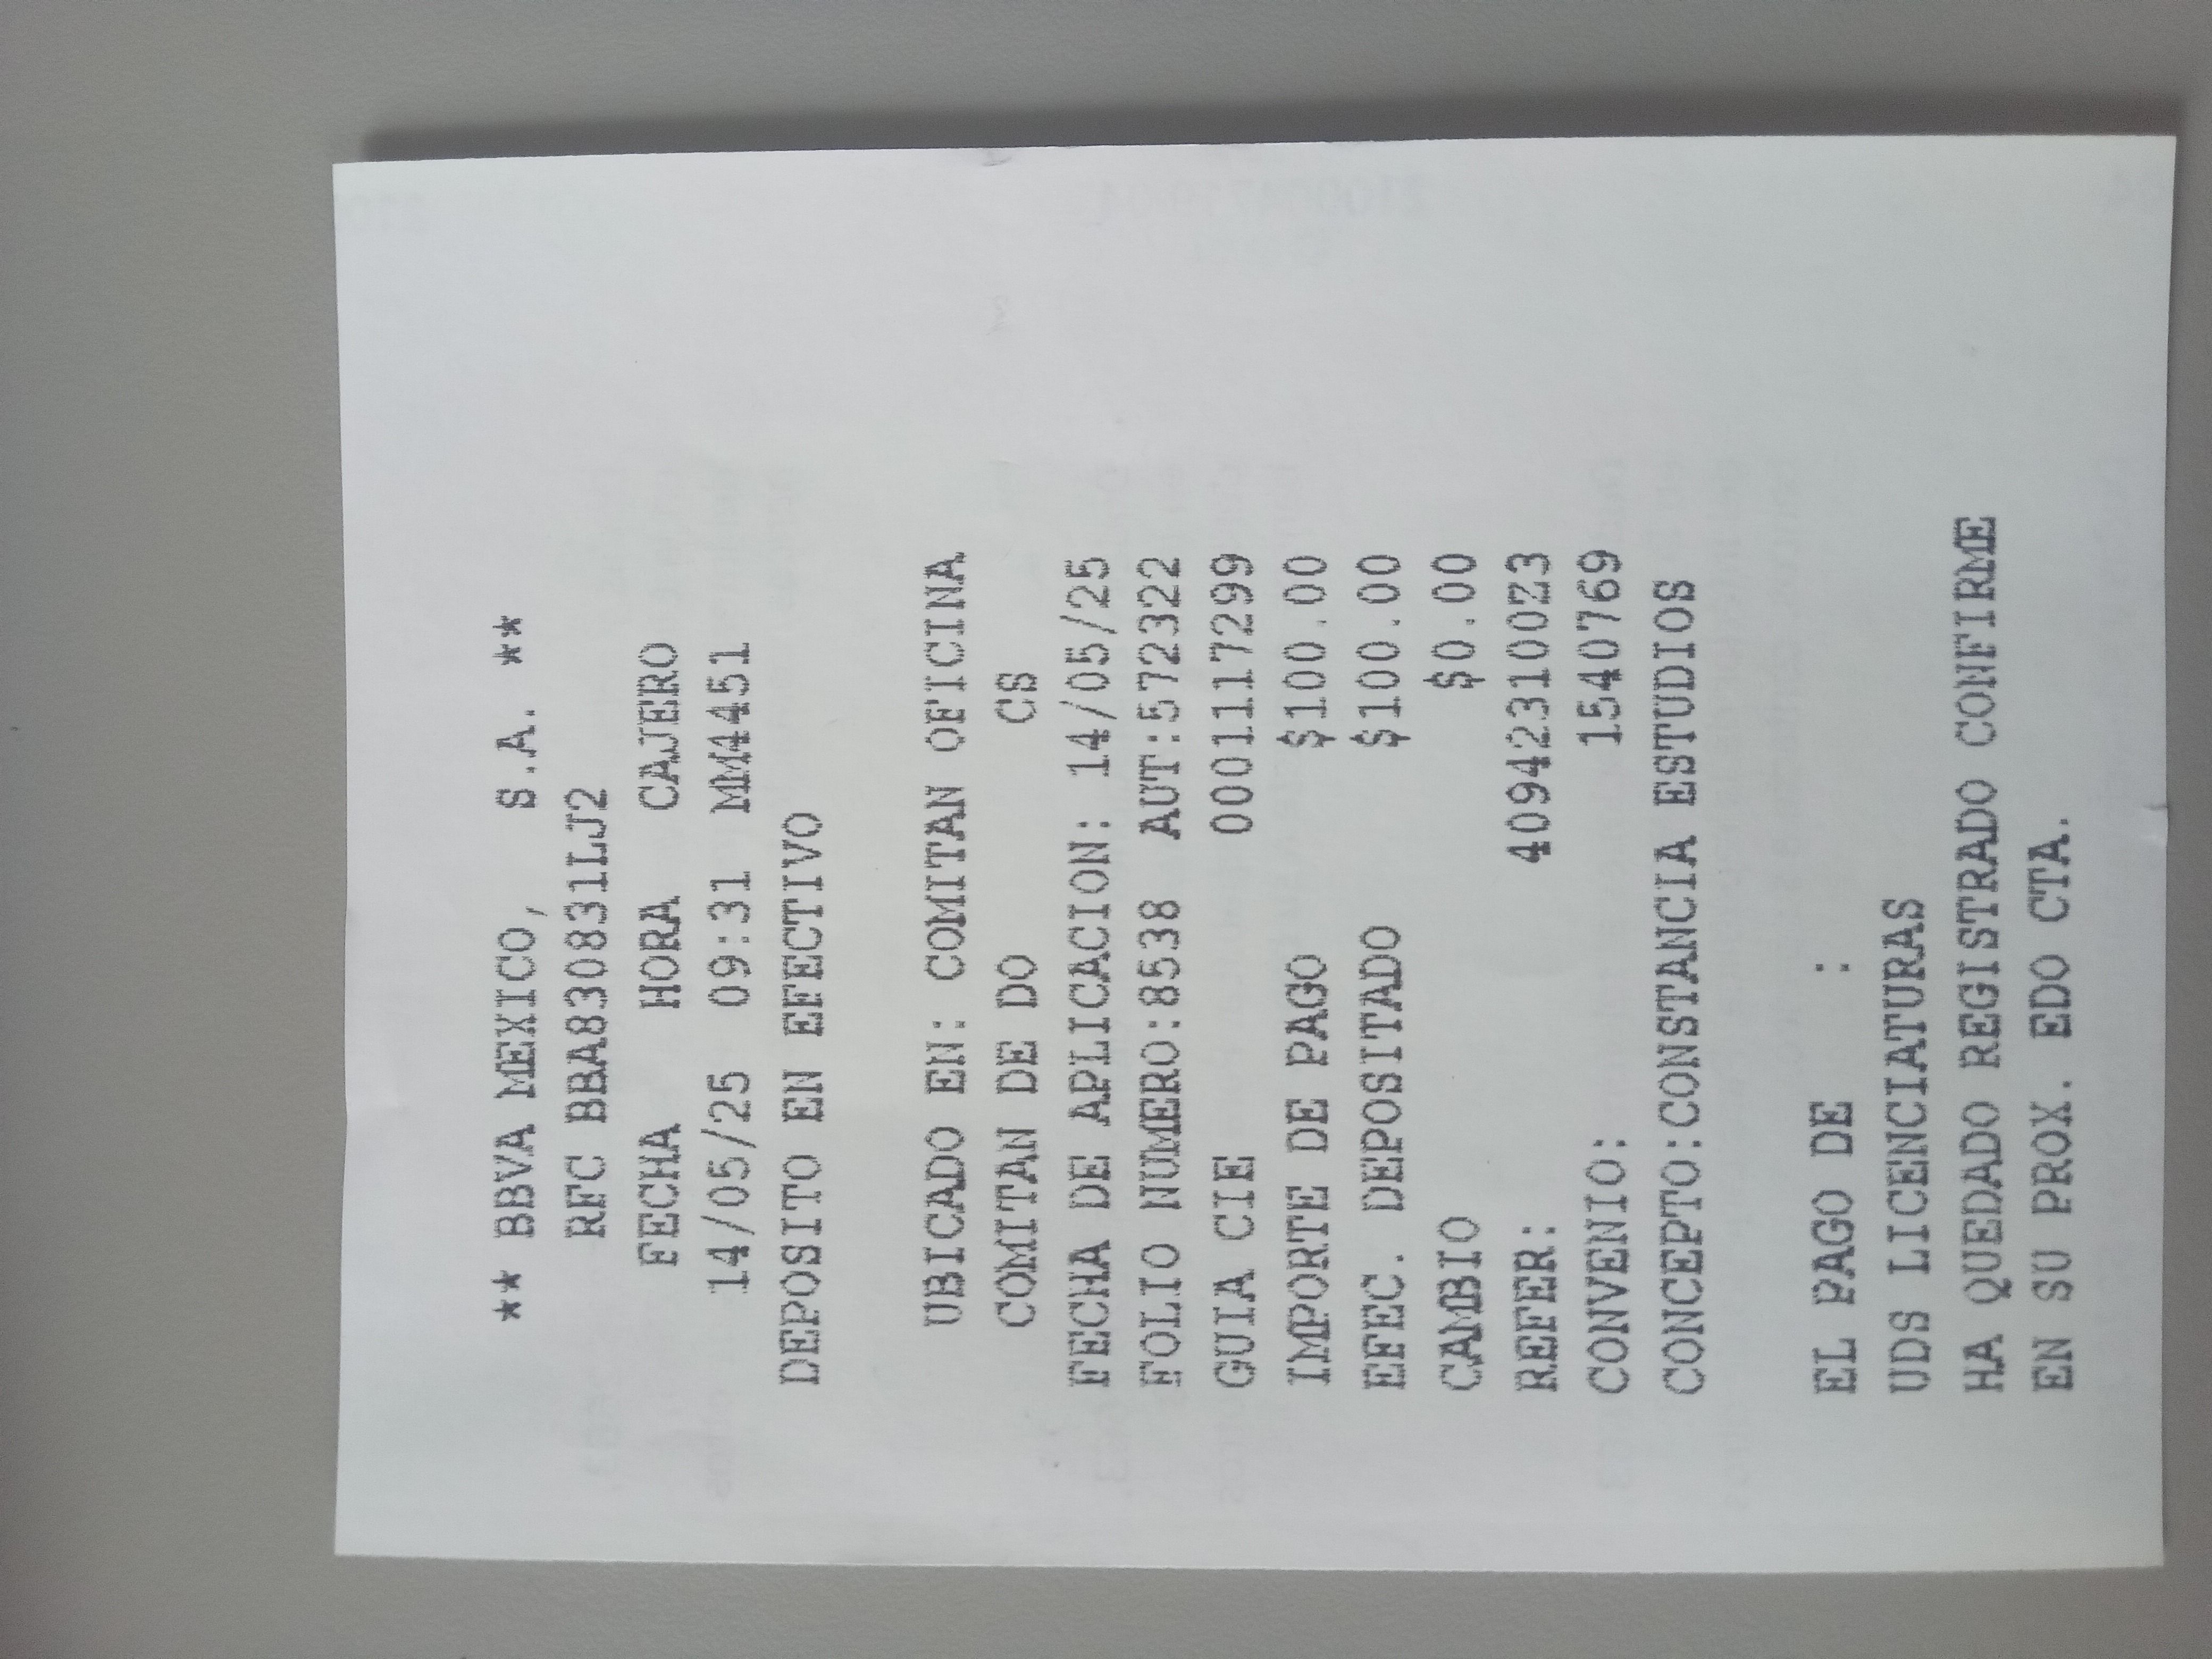 ** BBVA MEXICO, S.A. **
RFC BBA830831LJ2
FECHA HORA CAJERO
14/05/25 09:31 MM4451
DEPOSITO EN EFECTIVO
UBICADO EN: COMITAN OFICINA
COMITAN DE DO CS
FECHA DE APLICACION: 14/05/25
FOLIO NUMERO:8538 AUT:572322
GUIA CIE 0001117299
IMPORTE DE PAGO $100.00
EFEC. DEPOSITADO $100.00
CAMBIO $0.00
REFER: 409423100Z3
CONVENIO: 1540769
CONCEPTO:CONSTANCIA ESTUDIOS
EL PAGO DE :
UDS LICENCIATURAS
HA QUEDADO REGISTRADO CONFIRME
EN SU PROX. EDO CTA.